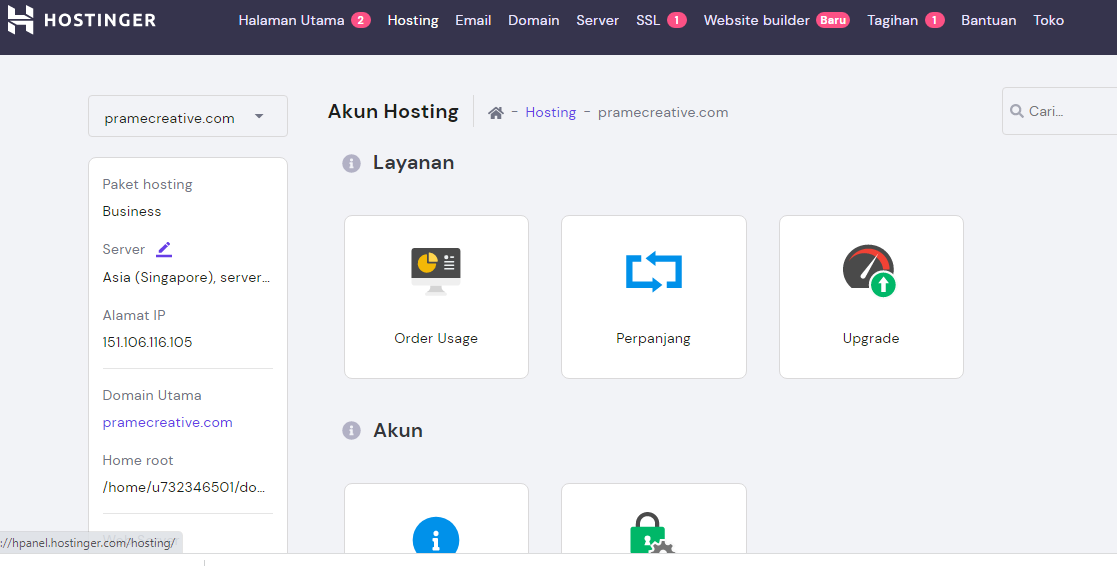 HOSTINGER
Halaman Utama 2 Hosting Email Domain Server SSL 1 Website builder Baru Tagihan 1 Bantuan Toko
pramecreative.com
Akun Hosting - Hosting - pramecreative.com
Cari...
Paket hosting
Business
Server
Asia (Singapore), server...
Alamat IP
151.106.116.105
Domain Utama
pramecreative.com
Home root
/home/u732346501/do...
Layanan
Order Usage
Perpanjang
Upgrade
Akun
://hpanel.hostinger.com/hosting/